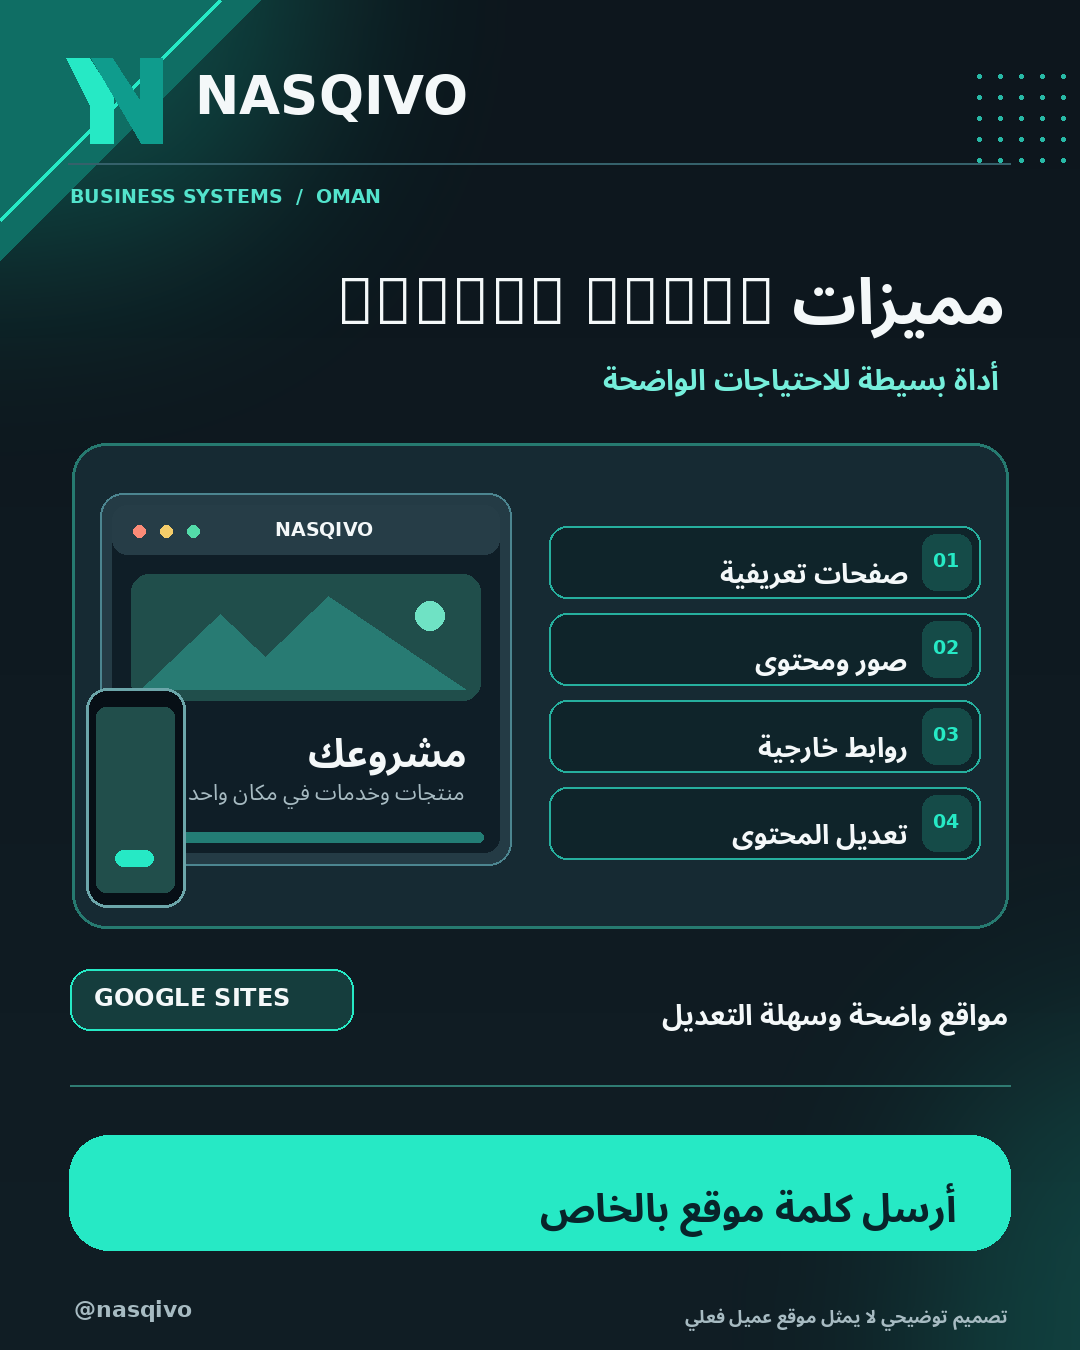 NASQIVO
BUSINESS SYSTEMS / OMAN
مميزات
أداة بسيطة للاحتياجات الواضحة
NASQIVO
مشروعك
منتجات وخدمات في مكان واحد
01 صفحات تعريفية
02 صور ومحتوى
03 روابط خارجية
04 تعديل المحتوى
GOOGLE SITES
مواقع واضحة وسهلة التعديل
أرسل كلمة موقع بالخاص
@nasqivo
تصميم توضيحي لا يمثل موقع عميل فعلي